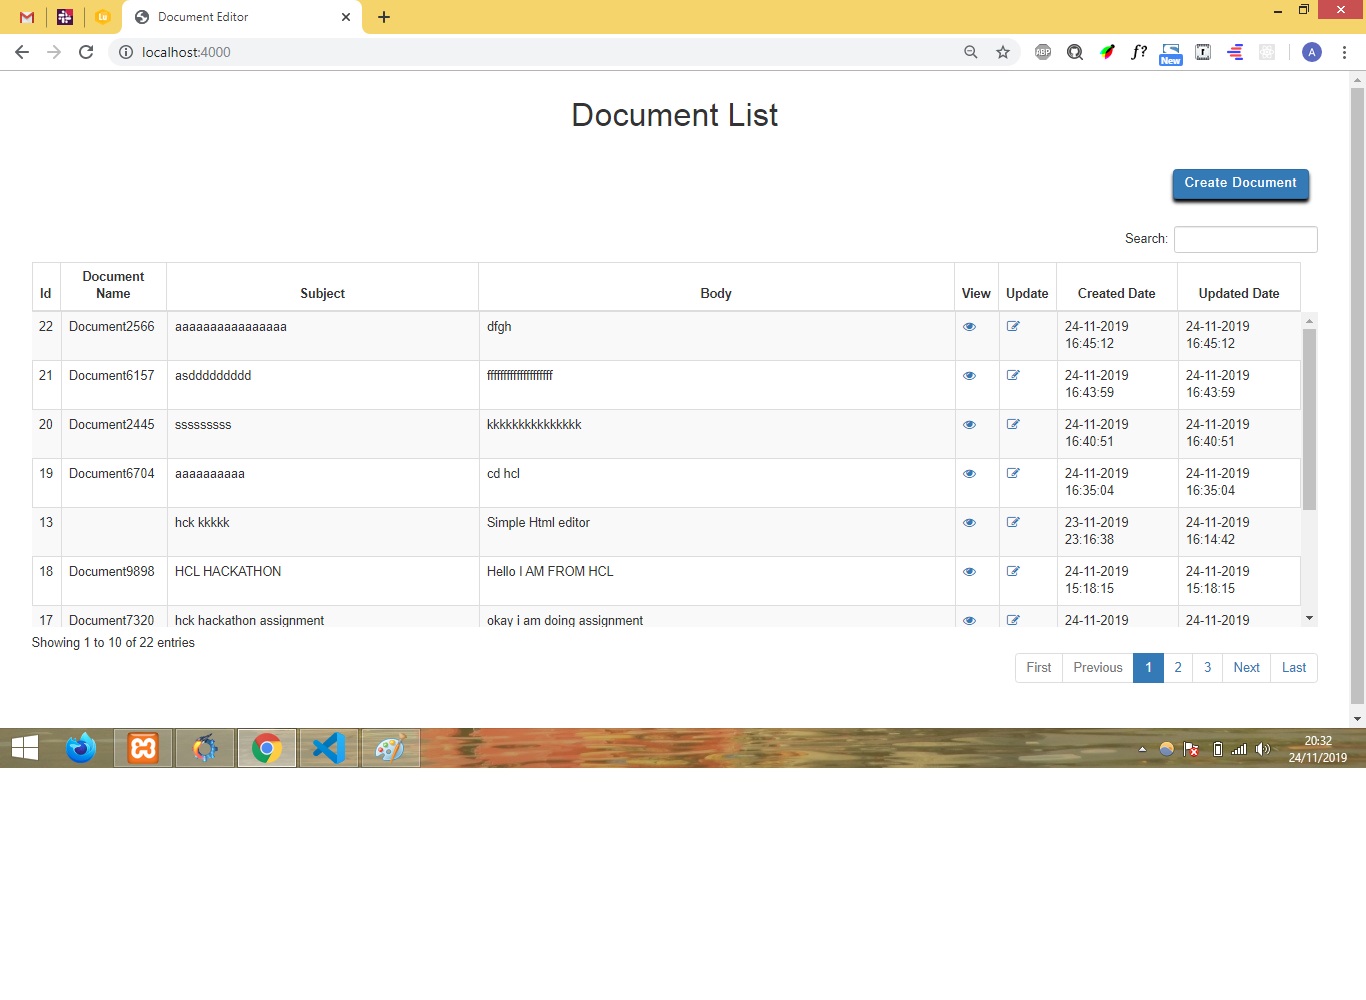 Document Editor
localhost:4000
ABP
f?
New
A
Document List
Create Document
Search:
Id Document Name Subject Body View Update Created Date Updated Date
22 Document2566 aaaaaaaaaaaaaaaa dfgh 24-11-2019 16:45:12 24-11-2019 16:45:12
21 Document6157 asddddddddd ffffffffffffffffffff 24-11-2019 16:43:59 24-11-2019 16:43:59
20 Document2445 sssssssss kkkkkkkkkkkkkkk 24-11-2019 16:40:51 24-11-2019 16:40:51
19 Document6704 aaaaaaaaaa cd hcl 24-11-2019 16:35:04 24-11-2019 16:35:04
13 hck kkkkk Simple Html editor 23-11-2019 23:16:38 24-11-2019 16:14:42
18 Document9898 HCL HACKATHON Hello I AM FROM HCL 24-11-2019 15:18:15 24-11-2019 15:18:15
17 Document7320 hck hackathon assignment okay i am doing assignment 24-11-2019 24-11-2019
Showing 1 to 10 of 22 entries
First Previous 1 2 3 Next Last
20:32
24/11/2019